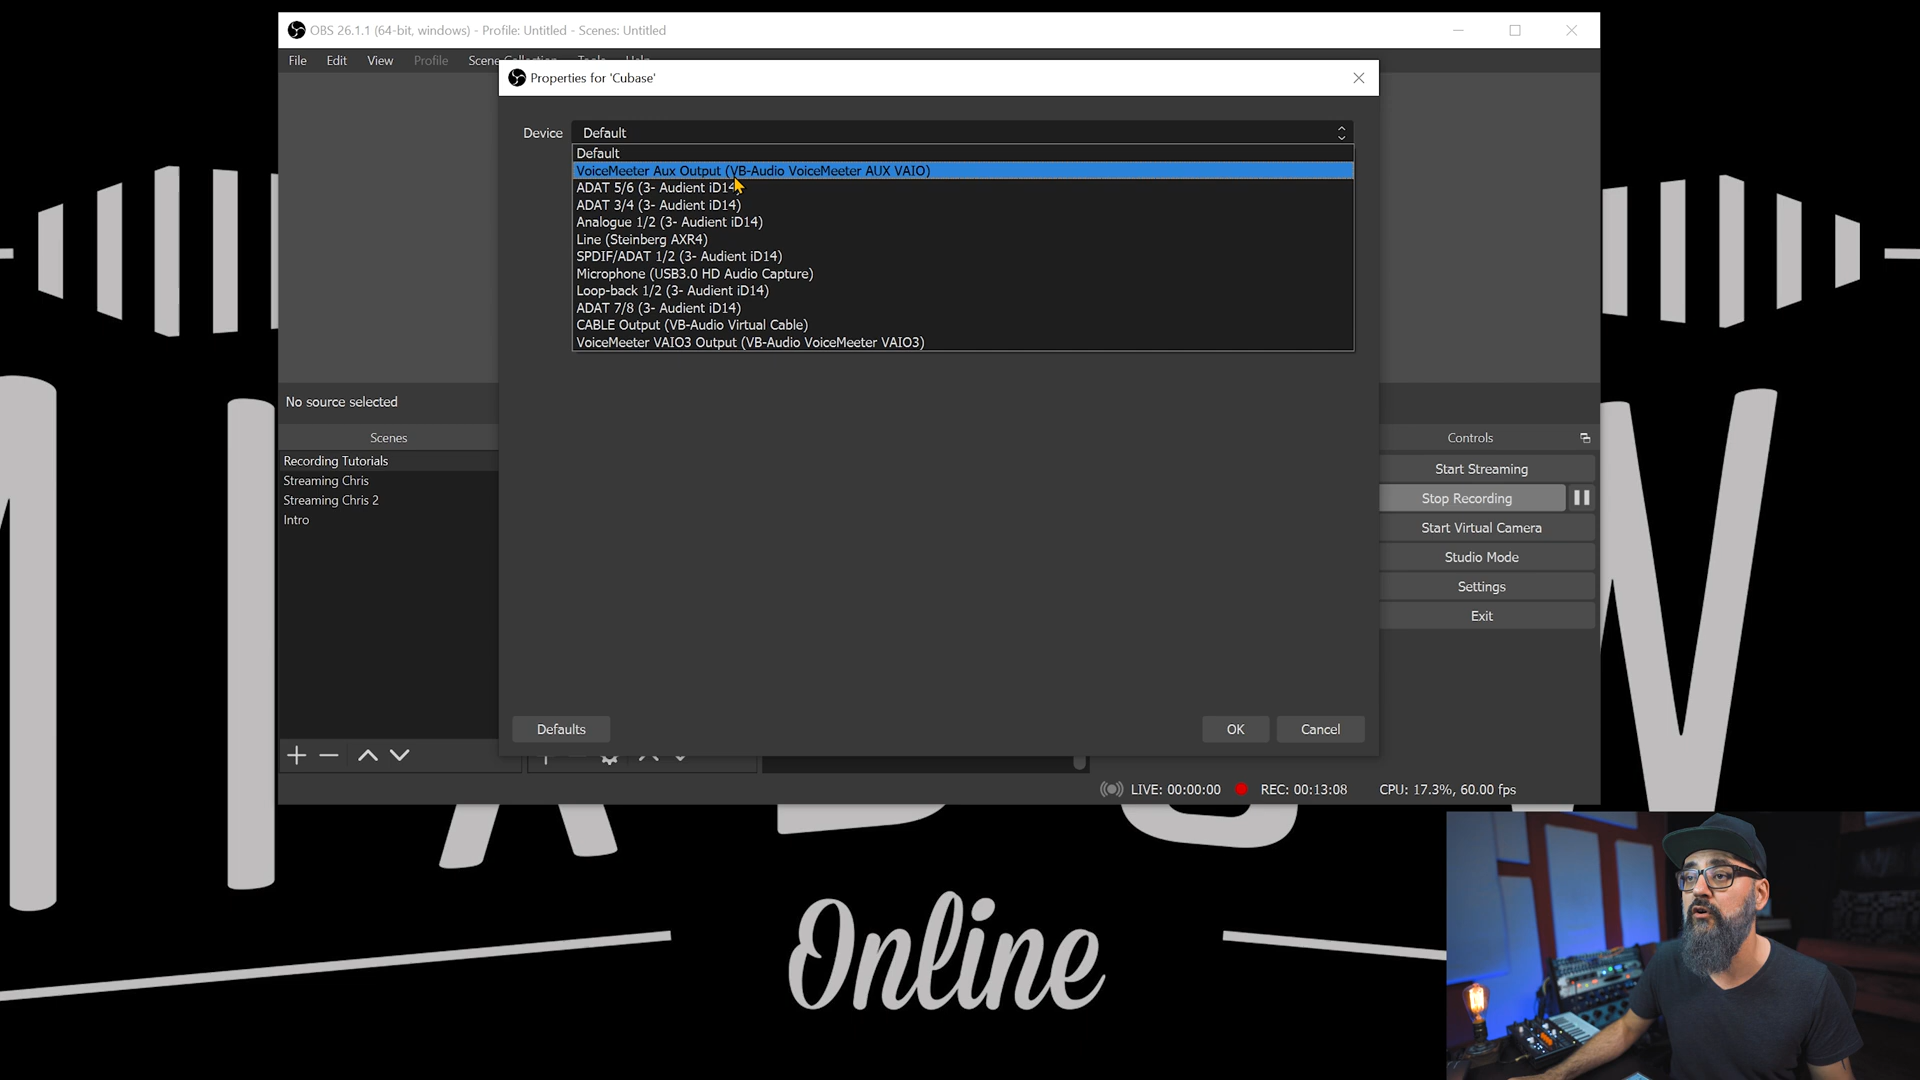 OBS 26.1.1 (64-bit, windows) - Profile: Untitled - Scenes: Untitled
File Edit View Profile Scene Collection Tools Help
Properties for 'Cubase'
Device Default
Default
VoiceMeeter Aux Output (VB-Audio VoiceMeeter AUX VAIO)
ADAT 5/6 (3- Audient iD14)
ADAT 3/4 (3- Audient iD14)
Analogue 1/2 (3- Audient iD14)
Line (Steinberg AXR4)
SPDIF/ADAT 1/2 (3- Audient iD14)
Microphone (USB3.0 HD Audio Capture)
Loop-back 1/2 (3- Audient iD14)
ADAT 7/8 (3- Audient iD14)
CABLE Output (VB-Audio Virtual Cable)
VoiceMeeter VAIO3 Output (VB-Audio VoiceMeeter VAIO3)
No source selected
Scenes
Recording Tutorials
Streaming Chris
Streaming Chris 2
Intro
Controls
Start Streaming
Stop Recording
Start Virtual Camera
Studio Mode
Settings
Exit
Defaults OK Cancel
LIVE: 00:00:00 REC: 00:13:08 CPU: 17.3%, 60.00 fps
Online